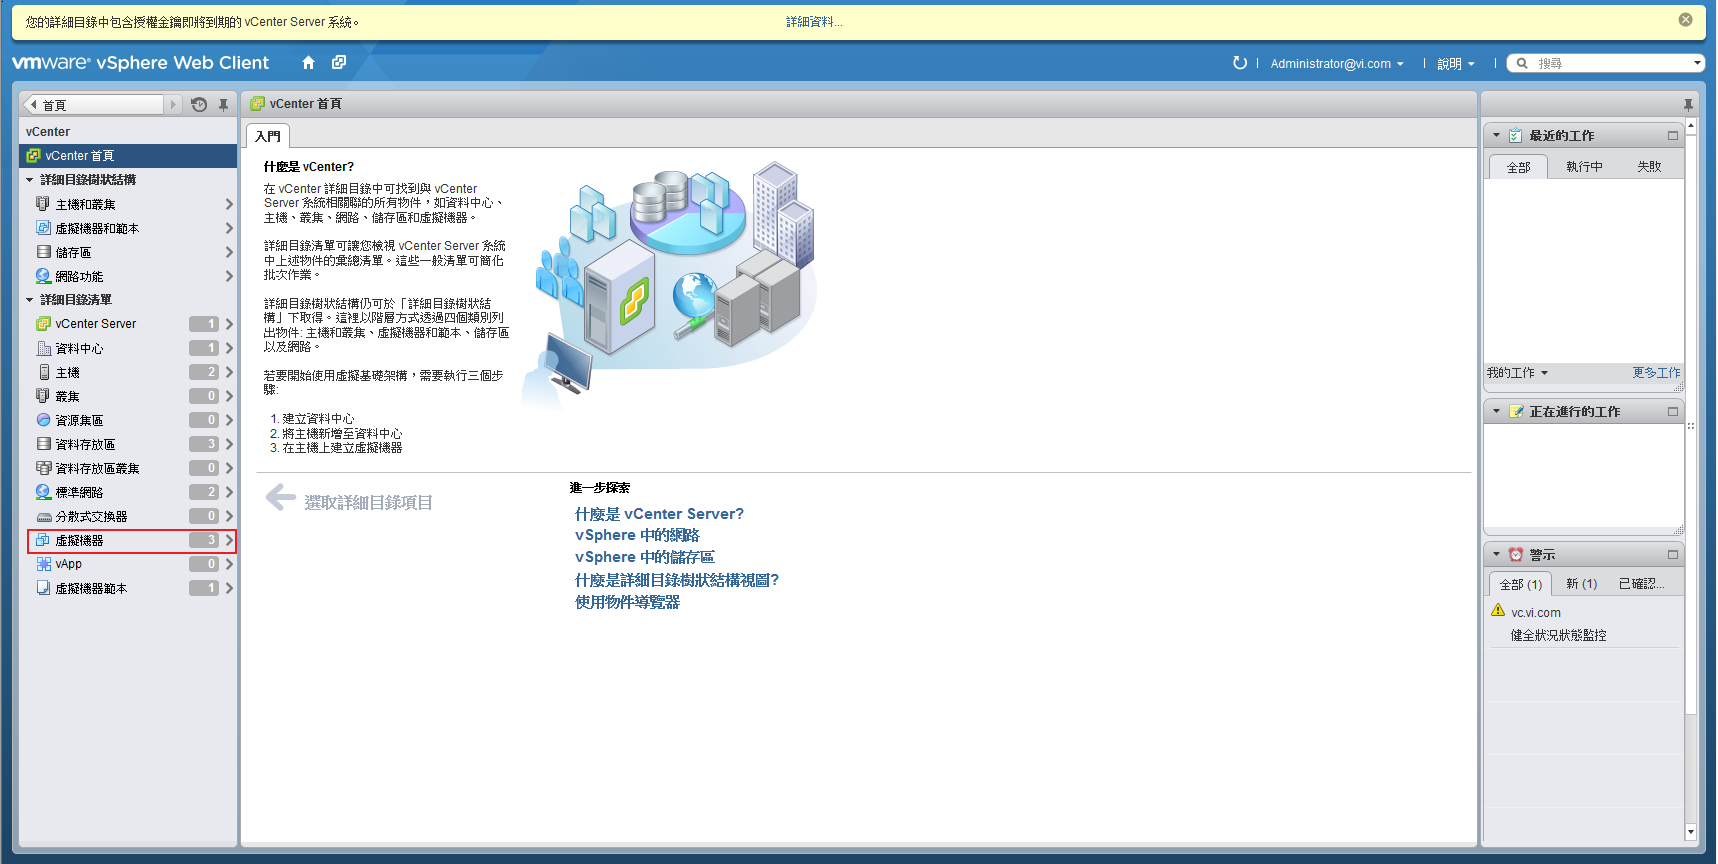 您的詳細目錄中包含授權金鑰即將到期的 vCenter Server 系統。
詳細資料...
vmware® vSphere Web Client
Administrator@vi.com
說明
搜尋
首頁
vCenter
vCenter 首頁
詳細目錄樹狀結構
主機和叢集
虛擬機器和範本
儲存區
網路功能
詳細目錄清單
vCenter Server 1
資料中心 1
主機 2
叢集 0
資源集區 0
資料存放區 3
資料存放區叢集 0
標準網路 2
分散式交換器 0
虛擬機器 3
vApp 0
虛擬機器範本 1
vCenter 首頁
入門
什麼是 vCenter?
在 vCenter 詳細目錄中可找到與 vCenter
Server 系統相關聯的所有物件，如資料中心、
主機、叢集、網路、儲存區和虛擬機器。
詳細目錄清單可讓您檢視 vCenter Server 系統
中上述物件的彙總清單。這些一般清單可簡化
批次作業。
詳細目錄樹狀結構仍可於「詳細目錄樹狀結
構」下取得。這裡以階層方式透過四個類別列
出物件: 主機和叢集、虛擬機器和範本、儲存區
以及網路。
若要開始使用虛擬基礎架構，需要執行三個步
驟:
1. 建立資料中心
2. 將主機新增至資料中心
3. 在主機上建立虛擬機器
選取詳細目錄項目
進一步探索
什麼是 vCenter Server?
vSphere 中的網路
vSphere 中的儲存區
什麼是詳細目錄樹狀結構視圖?
使用物件導覽器
最近的工作
全部
執行中
失敗
我的工作
更多工作
正在進行的工作
警示
全部 (1)
新 (1)
已確認...
vc.vi.com
健全狀況狀態監控